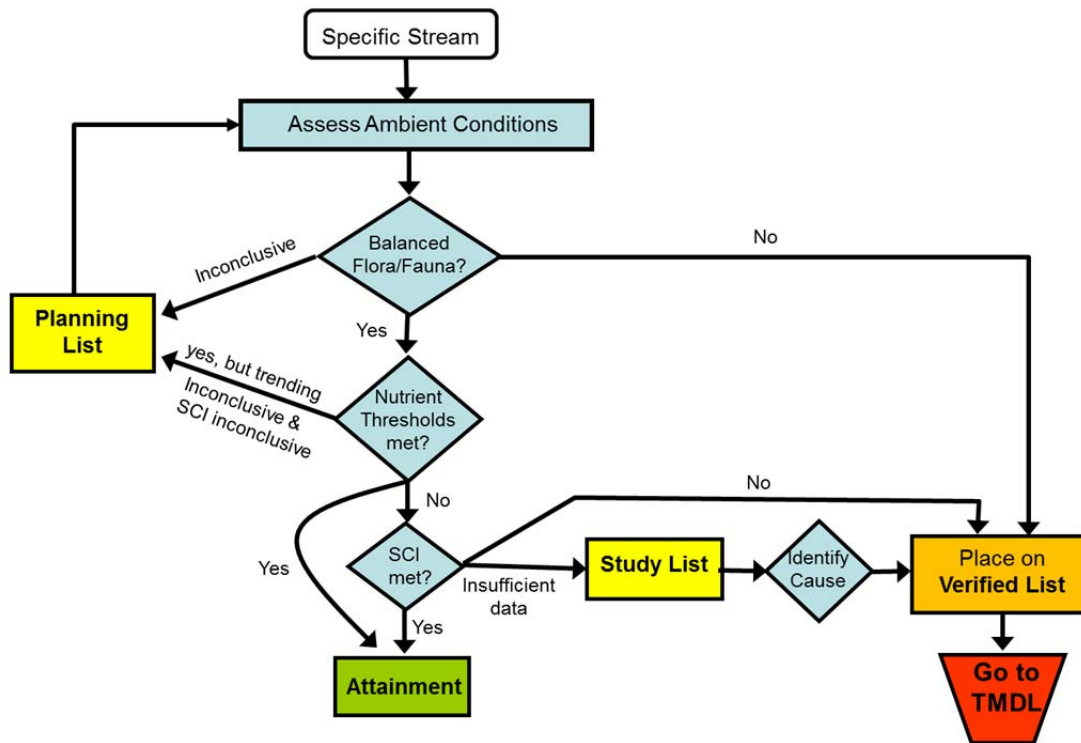 Specific Stream
Assess Ambient Conditions
Balanced
Flora/Fauna?
No
Inconclusive
Planning
List
Yes
yes, but trending
Inconclusive &
SCI inconclusive
Nutrient
Thresholds
met?
No
No
Yes
SCI
met?
Insufficient
data
Study List
Identify
Cause
Place on
Verified List
Yes
Attainment
Go to
TMDL